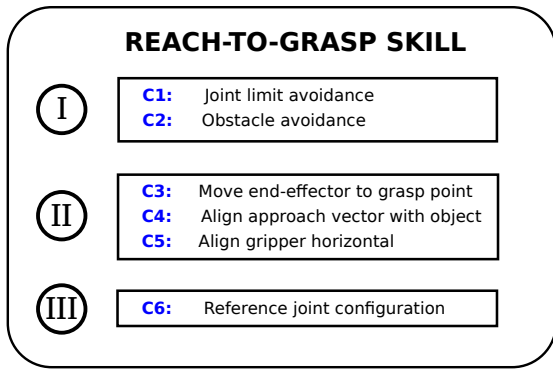 REACH-TO-GRASP SKILL
I
C1: Joint limit avoidance
C2: Obstacle avoidance
II
C3: Move end-effector to grasp point
C4: Align approach vector with object
C5: Align gripper horizontal
III
C6: Reference joint configuration